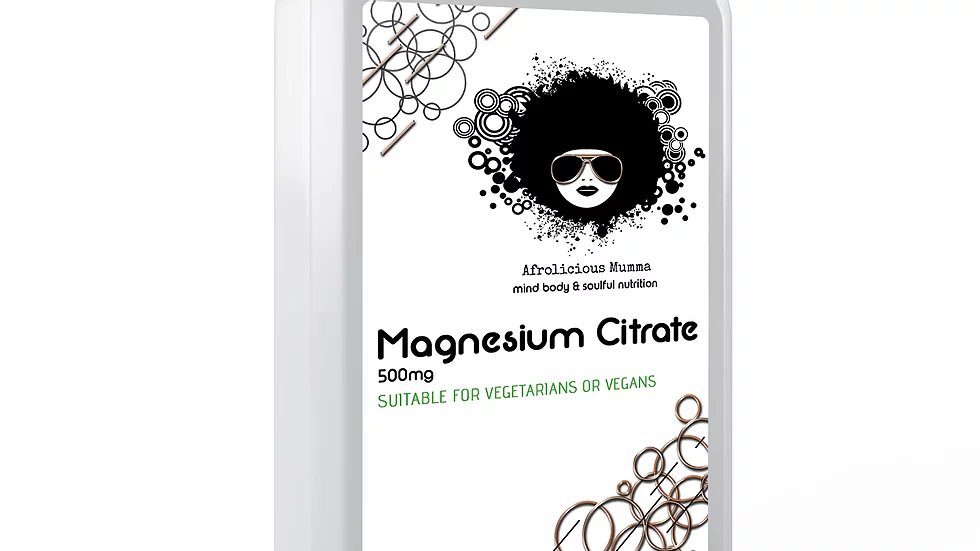 Afrolicious Mumma
mind body & soulful nutrition
Magnesium Citrate
500mg
SUITABLE FOR VEGETARIANS OR VEGANS